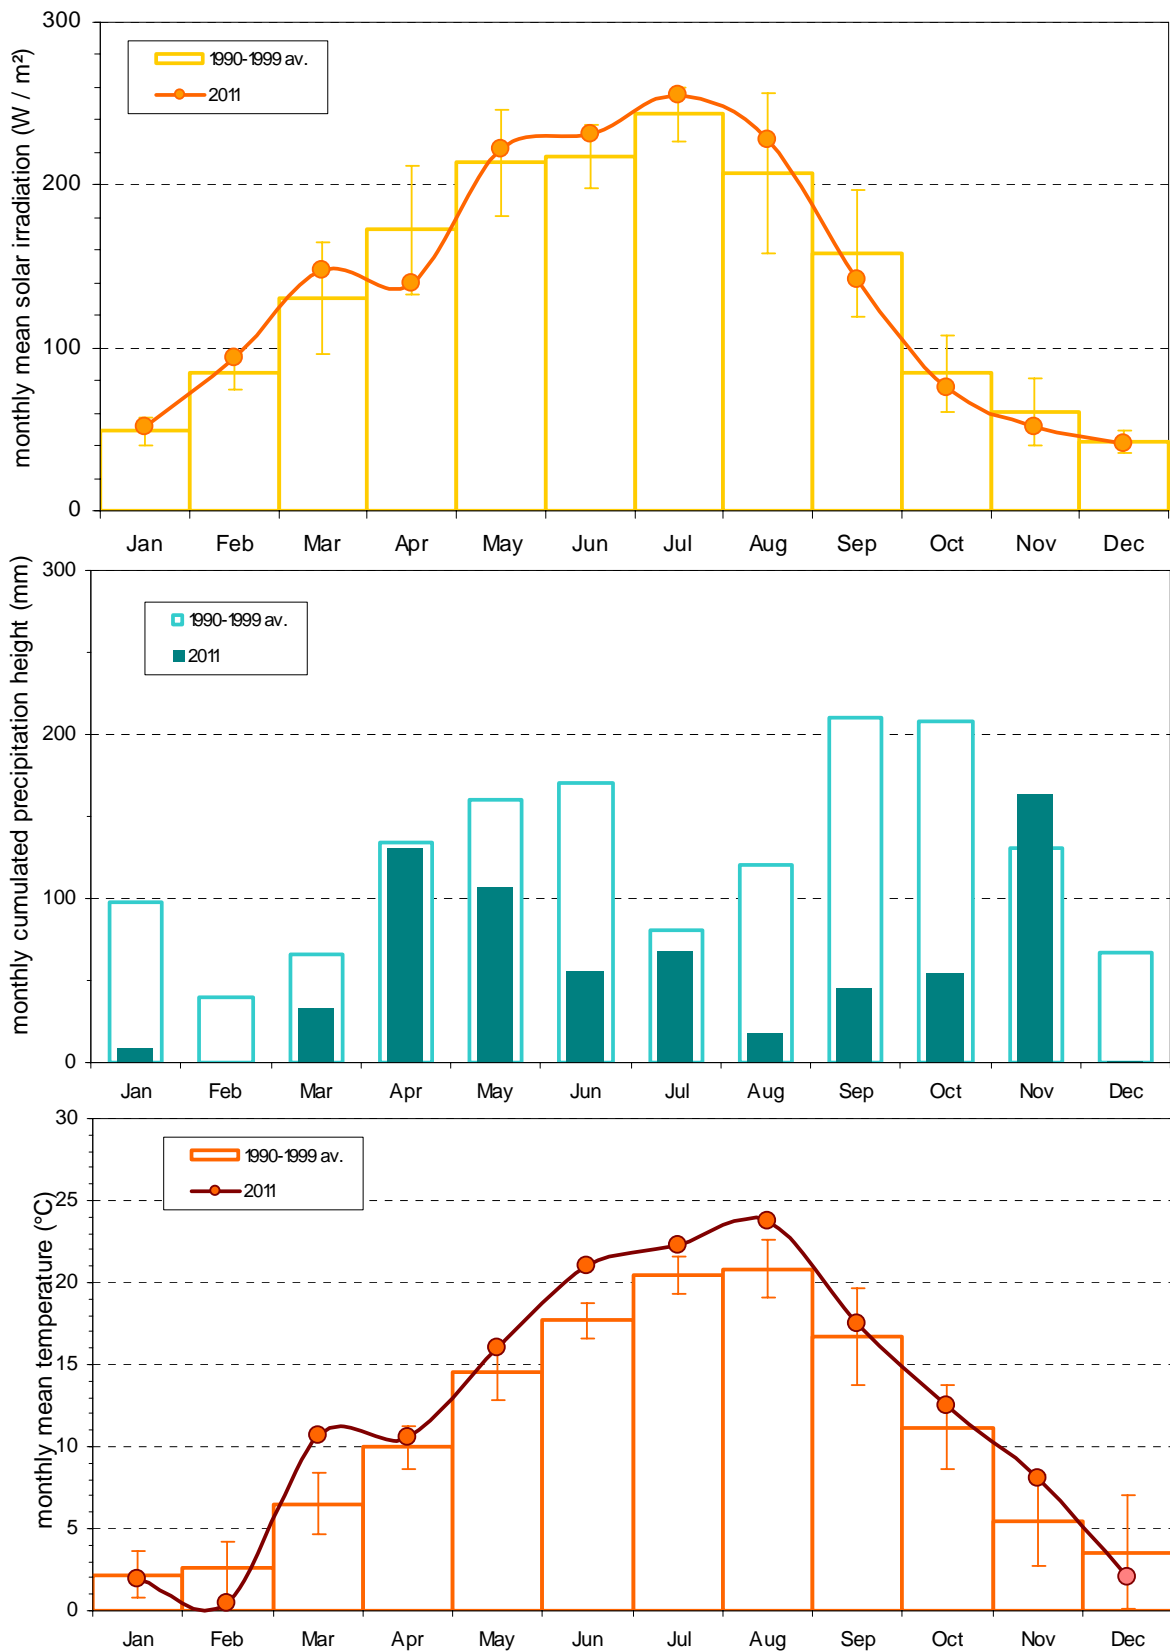 monthly mean solar irradiation (W / m²)
300
200
100
0
1990-1999 av.
2011
Jan Feb Mar Apr May Jun Jul Aug Sep Oct Nov Dec
monthly cumulated precipitation height (mm)
300
200
100
0
1990-1999 av.
2011
Jan Feb Mar Apr May Jun Jul Aug Sep Oct Nov Dec
monthly mean temperature (°C)
30
25
20
15
10
5
0
1990-1999 av.
2011
Jan Feb Mar Apr May Jun Jul Aug Sep Oct Nov Dec